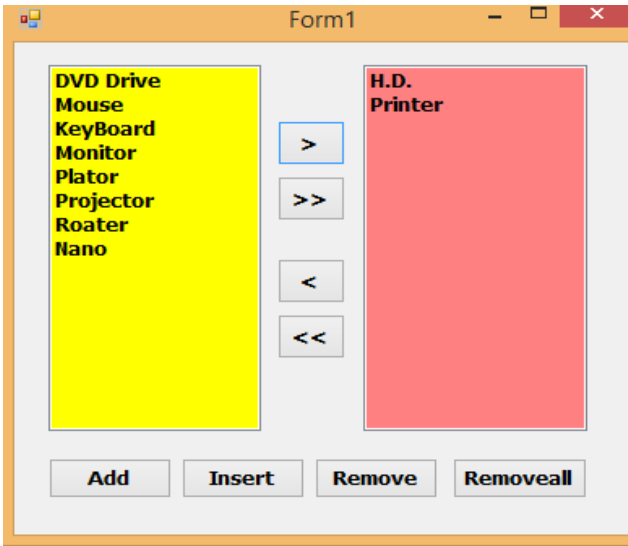 Form1
DVD Drive
Mouse
KeyBoard
Monitor
Plator
Projector
Roater
Nano
>
>>
<
<<
H.D.
Printer
Add
Insert
Remove
Removeall